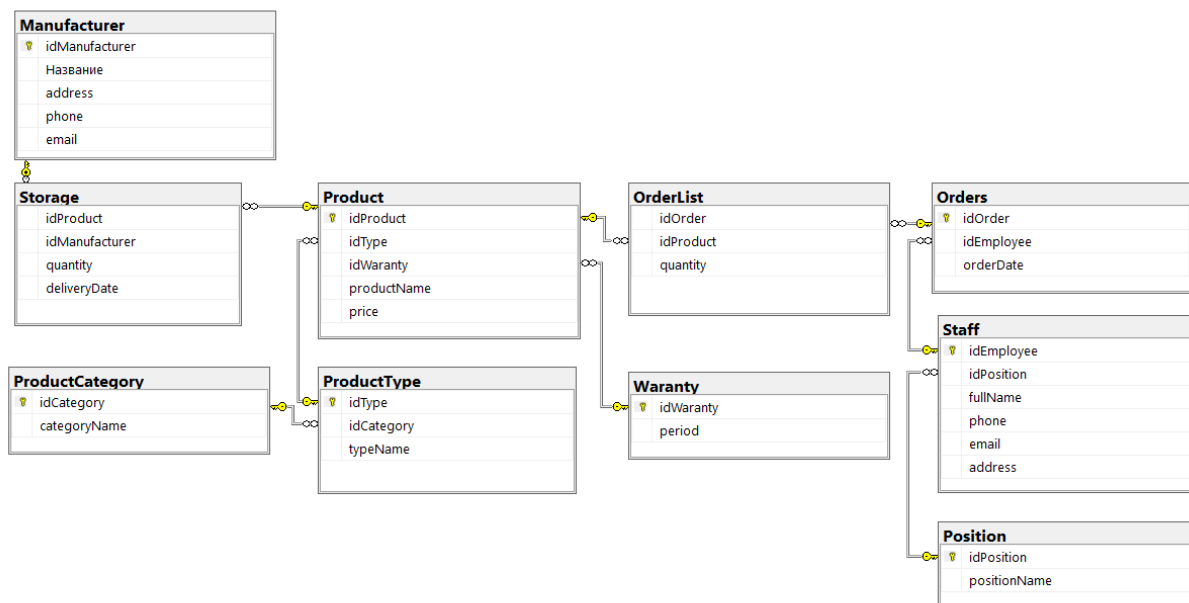 Manufacturer
idManufacturer
Название
address
phone
email
Storage
idProduct
idManufacturer
quantity
deliveryDate
Product
idProduct
idType
idWaranty
productName
price
OrderList
idOrder
idProduct
quantity
Orders
idOrder
idEmployee
orderDate
ProductCategory
idCategory
categoryName
ProductType
idType
idCategory
typeName
Waranty
idWaranty
period
Staff
idEmployee
idPosition
fullName
phone
email
address
Position
idPosition
positionName